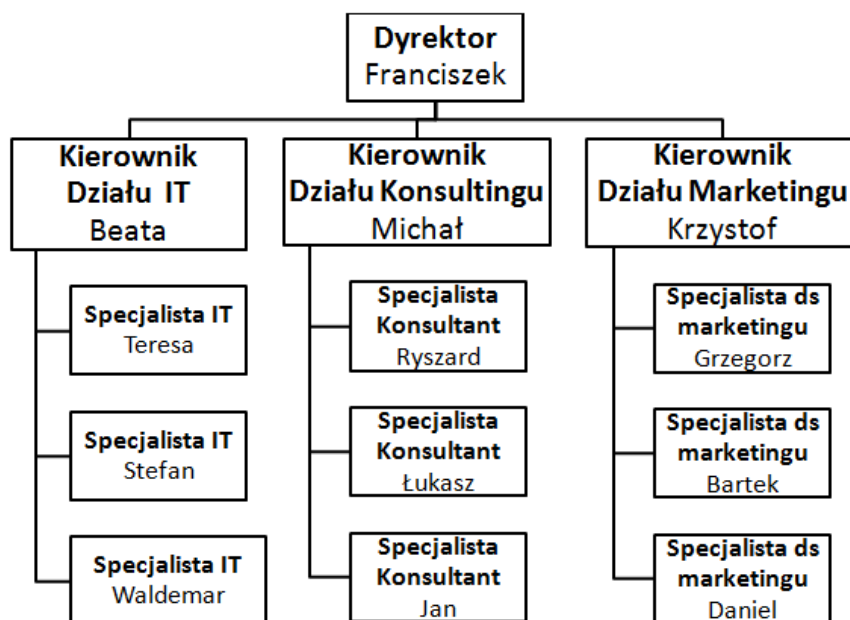 Dyrektor
Franciszek
Kierownik
Działu IT
Beata
Kierownik
Działu Konsultingu
Michał
Kierownik
Działu Marketingu
Krzystof
Specjalista IT
Teresa
Specjalista IT
Stefan
Specjalista IT
Waldemar
Specjalista
Konsultant
Ryszard
Specjalista
Konsultant
Łukasz
Specjalista
Konsultant
Jan
Specjalista ds
marketingu
Grzegorz
Specjalista ds
marketingu
Bartek
Specjalista ds
marketingu
Daniel